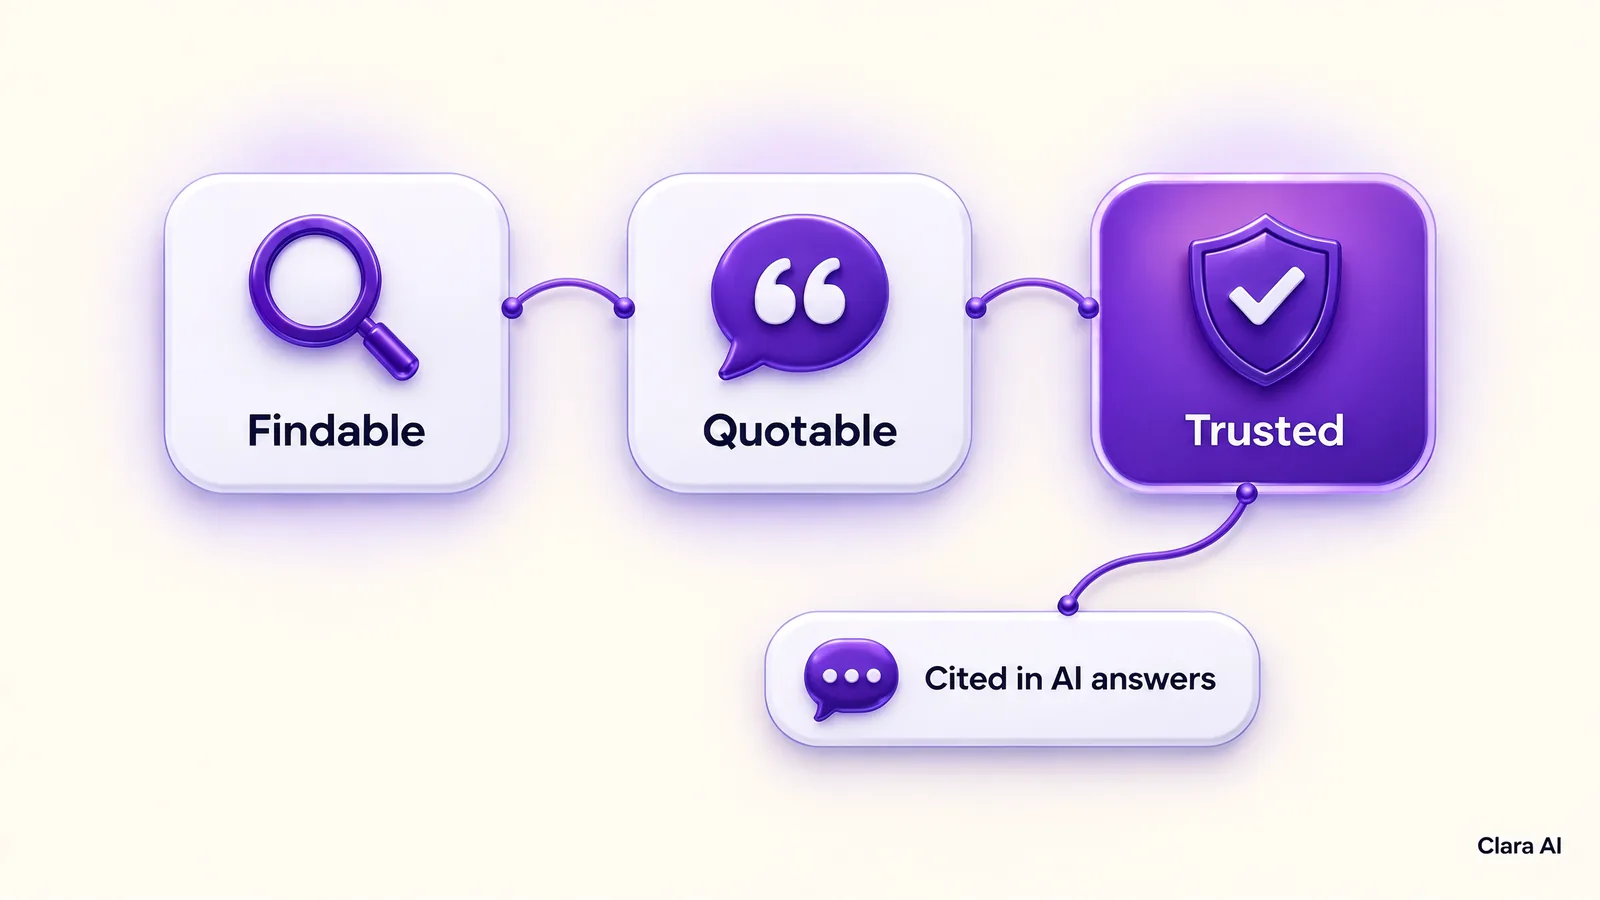 Findable
Quotable
Trusted
Cited in AI answers
Clara AI